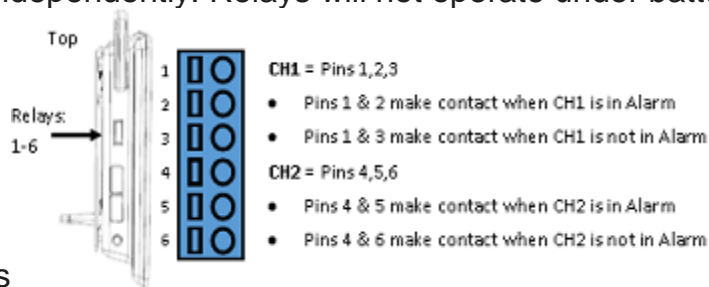 ndependently. Relays will not operate under batt
Top
Relays:
1-6
1
2
3
4
5
6
CH1 = Pins 1,2,3
• Pins 1 & 2 make contact when CH1 is in Alarm
• Pins 1 & 3 make contact when CH1 is not in Alarm
CH2 = Pins 4,5,6
• Pins 4 & 5 make contact when CH2 is in Alarm
• Pins 4 & 6 make contact when CH2 is not in Alarm
s